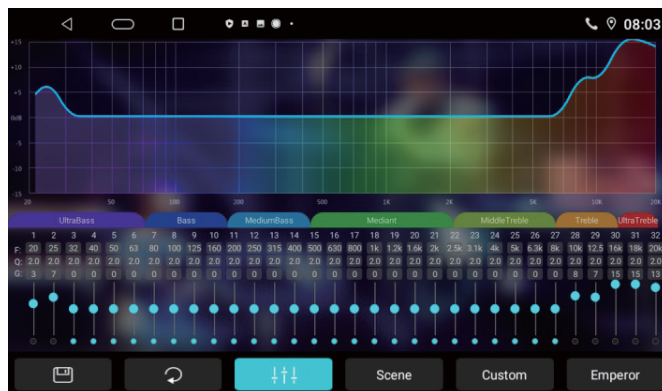 08:03
+15
+10
+5
0dB
-5
-10
-15
20 50 100 200 500 1K 2K 5K 10K 20K
UltraBass Bass MediumBass Mediant MiddleTreble Treble UltraTreble
1 2 3 4 5 6 7 8 9 10 11 12 13 14 15 16 17 18 19 20 21 22 23 24 25 26 27 28 29 30 31 32
F: 20 25 32 40 50 63 80 100 125 160 200 250 315 400 500 630 800 1k 1.2k 1.6k 2k 2.5k 3.1k 4k 5k 6.3k 8k 10k 12.5 16k 18k 20k
Q: 2.0 2.0 2.0 2.0 2.0 2.0 2.0 2.0 2.0 2.0 2.0 2.0 2.0 2.0 2.0 2.0 2.0 2.0 2.0 2.0 2.0 2.0 2.0 2.0 2.0 2.0 2.0 2.0 2.0 2.0 2.0 2.0
G: 3 7 0 0 0 0 0 0 0 0 0 0 0 0 0 0 0 0 0 0 0 0 0 0 0 0 0 8 7 15 15 13
Scene Custom Emperor